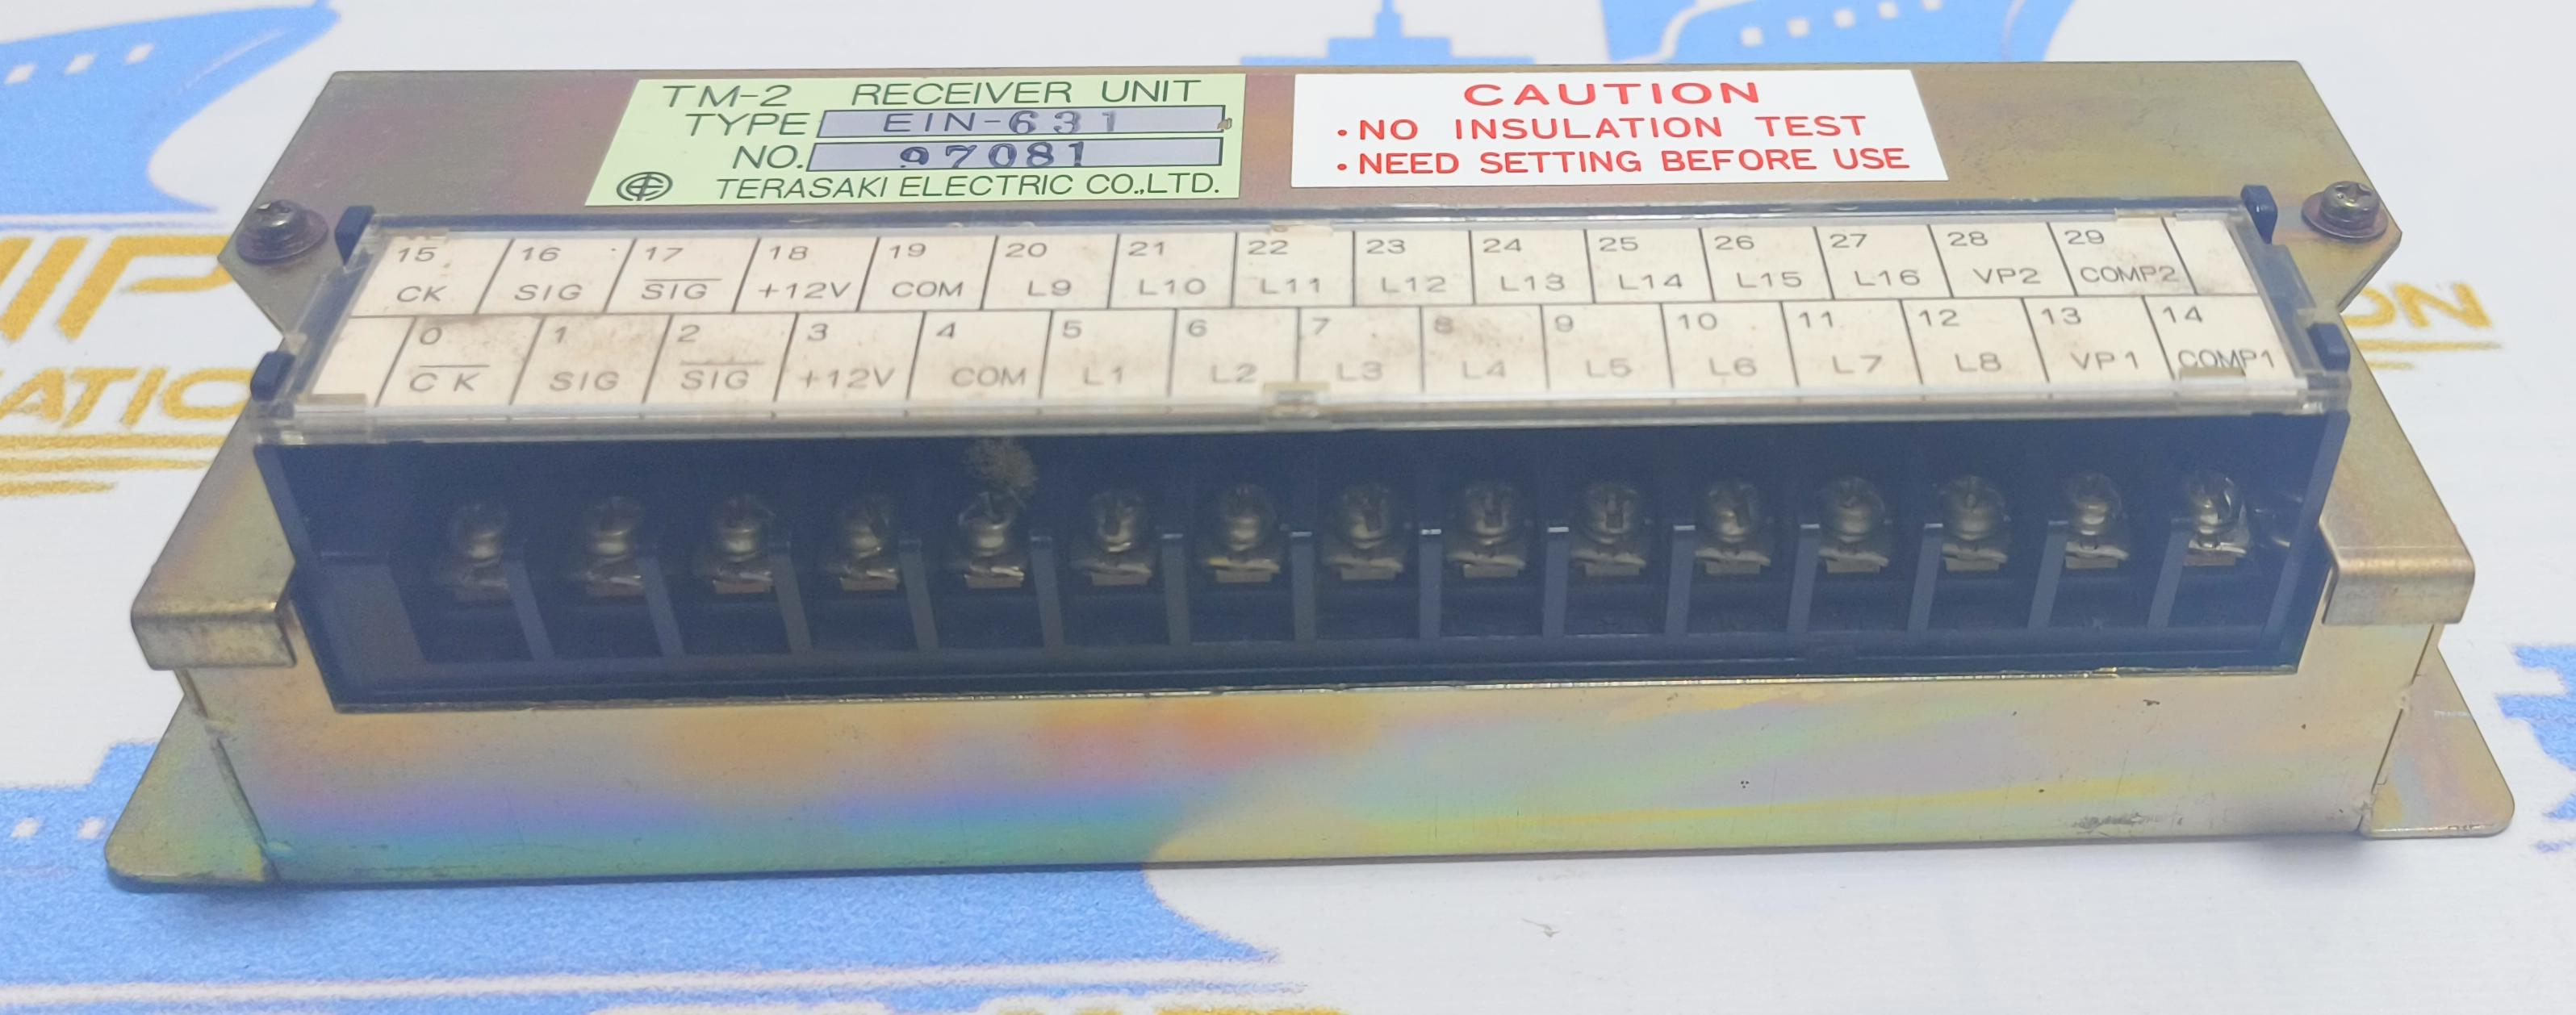 TM-2 RECEIVER UNIT
TYPE EIN-631
NO. 97081
TERASAKI ELECTRIC CO.,LTD.
CAUTION
• NO INSULATION TEST
• NEED SETTING BEFORE USE
15 16 17 18 19 20 21 22 23 24 25 26 27 28 29
CK SIG S̅I̅G̅ +12V COM L9 L10 L11 L12 L13 L14 L15 L16 VP2 COMP2
0 1 2 3 4 5 6 7 8 9 10 11 12 13 14
C̅K̅ SIG S̅I̅G̅ +12V COM L1 L2 L3 L4 L5 L6 L7 L8 VP1 COMP1